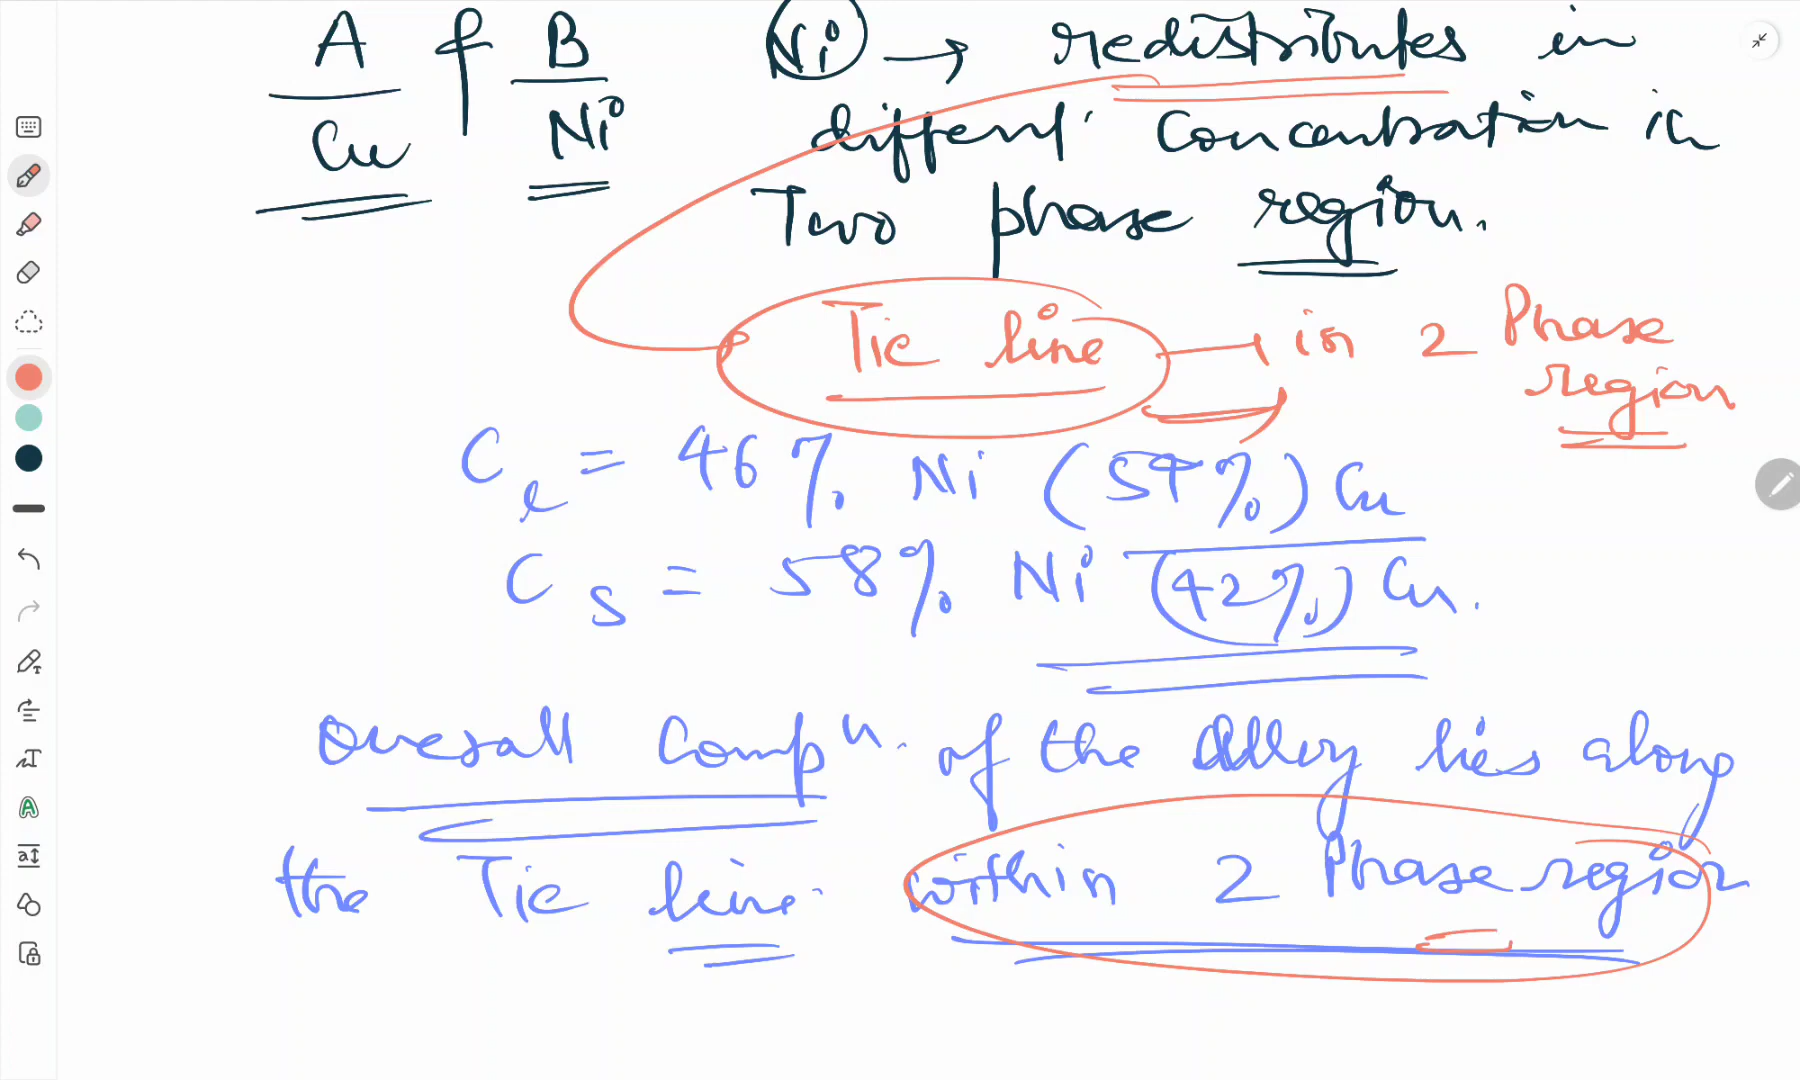 A & B Ni → redistributes in
Cu Ni different concentration in
Two phase region.
Tie line → in 2 Phase
region
Cl = 46% Ni (54%) Cu
Cs = 58% Ni (42%) Cu.
Overall Compn. of the Alloy lies along
the Tie line. within 2 Phase region